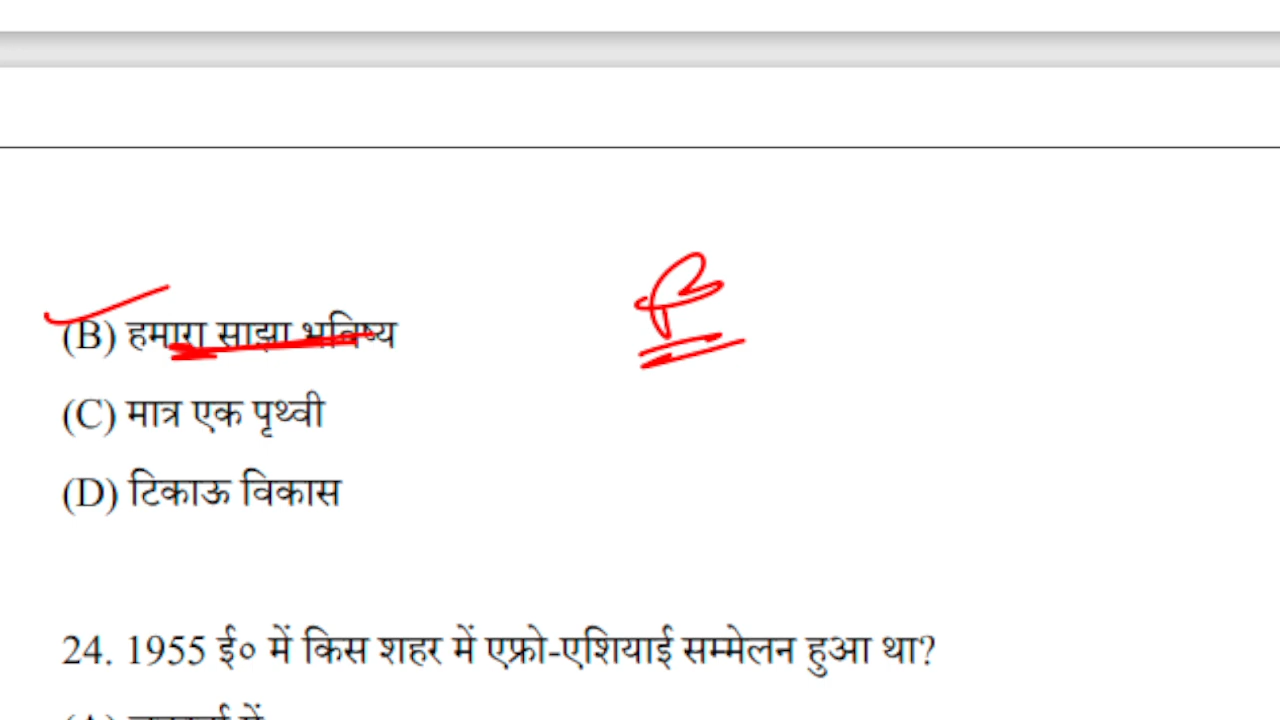 (B) हमारा साझा भविष्य
(C) मात्र एक पृथ्वी
(D) टिकाऊ विकास
24. 1955 ई० में किस शहर में एफ्रो-एशियाई सम्मेलन हुआ था?
(A) में